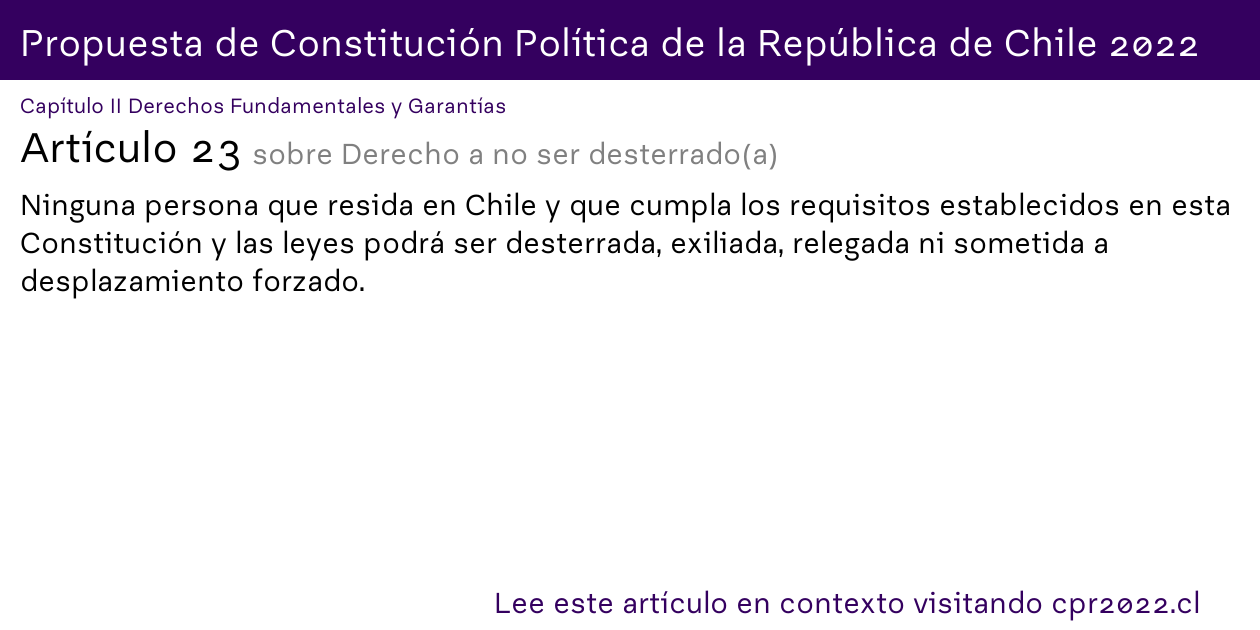 Propuesta de Constitución Política de la República de Chile 2022
Capítulo II Derechos Fundamentales y Garantías
Artículo 23 sobre Derecho a no ser desterrado(a)
Ninguna persona que resida en Chile y que cumpla los requisitos establecidos en esta
Constitución y las leyes podrá ser desterrada, exiliada, relegada ni sometida a
desplazamiento forzado.
Lee este artículo en contexto visitando cpr2022.cl